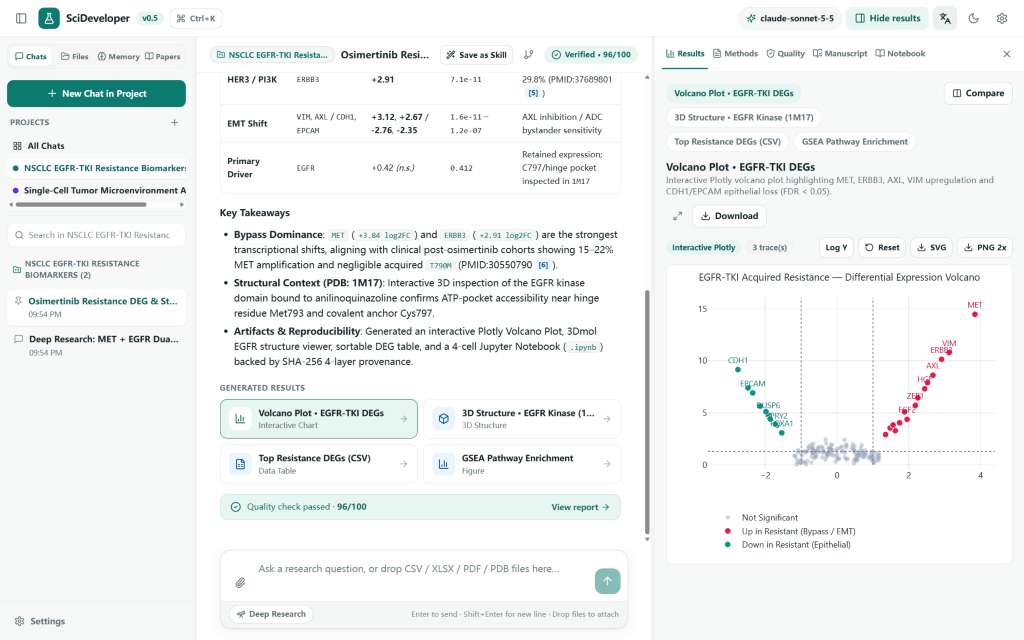 SciDeveloper v0.5 ⌘ Ctrl+K
claude-sonnet-5-5 Hide results
Chats Files Memory Papers
+ New Chat in Project
PROJECTS +
All Chats
NSCLC EGFR-TKI Resistance Biomarkers
Single-Cell Tumor Microenvironment A
Search in NSCLC EGFR-TKI Resistanc
NSCLC EGFR-TKI RESISTANCE
BIOMARKERS (2)
Osimertinib Resistance DEG & St...
09:54 PM
Deep Research: MET + EGFR Dua...
09:54 PM
Settings
NSCLC EGFR-TKI Resista... Osimertinib Resi... Save as Skill Verified • 96/100
HER3 / PI3K ERBB3 +2.91 7.1e-11 29.8% (PMID:37689801
[5] )
EMT Shift VIM, AXL / CDH1, EPCAM +3.12, +2.67 / -2.76, -2.35 1.6e-11 – 1.2e-07 AXL inhibition / ADC bystander sensitivity
Primary Driver EGFR +0.42 (n.s.) 0.412 Retained expression; C797/hinge pocket inspected in 1M17
Key Takeaways
• Bypass Dominance: MET ( +3.84 log2FC ) and ERBB3 ( +2.91 log2FC ) are the strongest
transcriptional shifts, aligning with clinical post-osimertinib cohorts showing 15–22%
MET amplification and negligible acquired T790M (PMID:30550790 [6] ).
• Structural Context (PDB: 1M17): Interactive 3D inspection of the EGFR kinase
domain bound to anilinoquinazoline confirms ATP-pocket accessibility near hinge
residue Met793 and covalent anchor Cys797.
• Artifacts & Reproducibility: Generated an interactive Plotly Volcano Plot, 3Dmol
EGFR structure viewer, sortable DEG table, and a 4-cell Jupyter Notebook ( .ipynb )
backed by SHA-256 4-layer provenance.
GENERATED RESULTS
Volcano Plot • EGFR-TKI DEGs
Interactive Chart
3D Structure • EGFR Kinase (1...
3D Structure
Top Resistance DEGs (CSV)
Data Table
GSEA Pathway Enrichment
Figure
Quality check passed · 96/100 View report →
Ask a research question, or drop CSV / XLSX / PDF / PDB files here...
Deep Research Enter to send · Shift+Enter for new line · Drop files to attach
Results Methods Quality Manuscript Notebook
Volcano Plot • EGFR-TKI DEGs Compare
3D Structure • EGFR Kinase (1M17)
Top Resistance DEGs (CSV) GSEA Pathway Enrichment
Volcano Plot • EGFR-TKI DEGs
Interactive Plotly volcano plot highlighting MET, ERBB3, AXL, VIM upregulation and
CDH1/EPCAM epithelial loss (FDR < 0.05).
Download
Interactive Plotly 3 trace(s) Log Y Reset SVG PNG 2x
EGFR-TKI Acquired Resistance — Differential Expression Volcano
15
10
5
0
−2 0 2 4
MET
VIM
ERBB3
AXL
HGF
ZEB1
FGF2
CDH1
EPCAM
DUSP6
SPRY2
FOXA1
Not Significant
Up in Resistant (Bypass / EMT)
Down in Resistant (Epithelial)